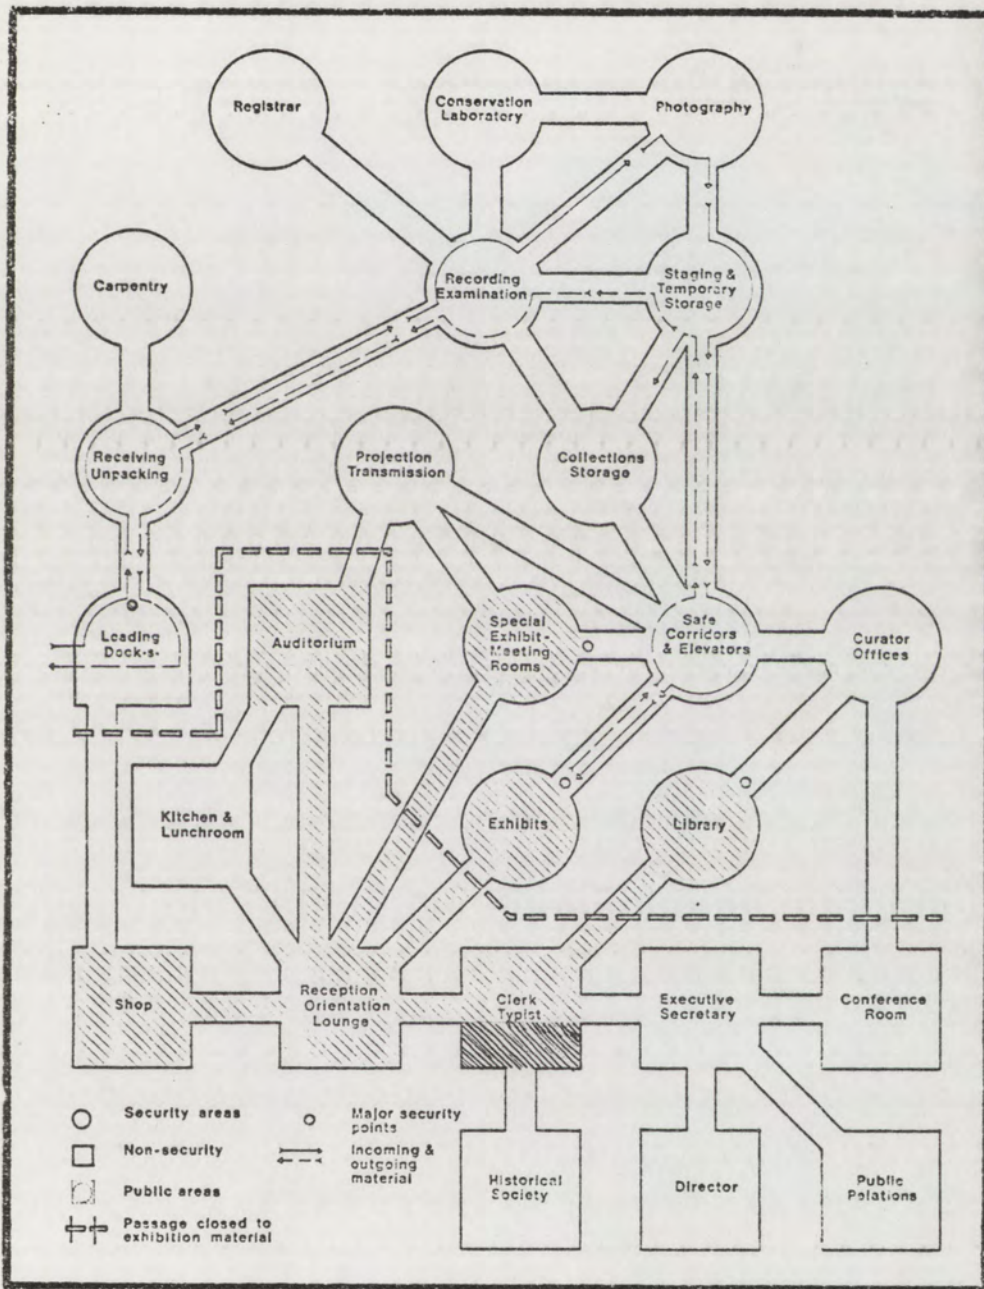 Registrar
Conservation
Laboratory
Photography
Carpentry
Recording
Examination
Staging &
Temporary
Storage
Receiving
Unpacking
Projection
Transmission
Collections
Storage
Loading
Dock-s-
Auditorium
Special
Exhibit-
Meeting
Rooms
Safe
Corridors
& Elevators
Curator
Offices
Kitchen &
Lunchroom
Exhibits
Library
Shop
Reception
Orientation
Lounge
Clerk
Typist
Executive
Secretary
Conference
Room
Historical
Society
Director
Public
Relations
Security areas
Non-security
Public areas
Passage closed to
exhibition material
Major security
points
Incoming &
outgoing
material